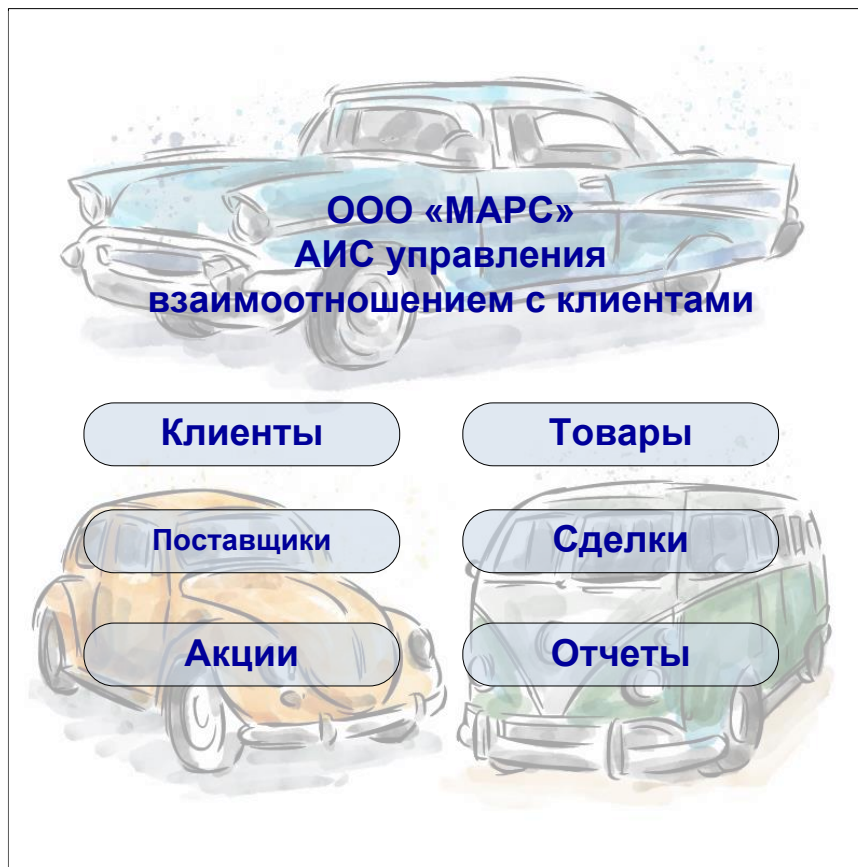 ООО «МАРС»
АИС управления
взаимоотношением с клиентами
Клиенты
Товары
Поставщики
Сделки
Акции
Отчеты